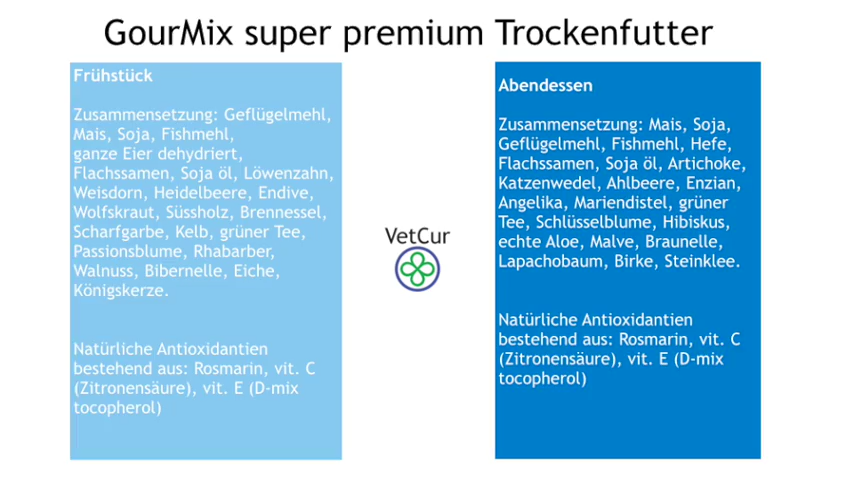 GourMix super premium Trockenfutter
Frühstück
Zusammensetzung: Geflügelmehl,
Mais, Soja, Fishmehl,
ganze Eier dehydriert,
Flachssamen, Soja öl, Löwenzahn,
Weisdorn, Heidelbeere, Endive,
Wolfskraut, Süssholz, Brennessel,
Scharfgarbe, Kelb, grüner Tee,
Passionsblume, Rhabarber,
Walnuss, Bibernelle, Eiche,
Königskerze.
Natürliche Antioxidantien
bestehend aus: Rosmarin, vit. C
(Zitronensäure), vit. E (D-mix
tocopherol)
VetCur
Abendessen
Zusammensetzung: Mais, Soja,
Geflügelmehl, Fishmehl, Hefe,
Flachssamen, Soja öl, Artichoke,
Katzenwedel, Ahlbeere, Enzian,
Angelika, Mariendistel, grüner
Tee, Schlüsselblume, Hibiskus,
echte Aloe, Malve, Braunelle,
Lapachobaum, Birke, Steinklee.
Natürliche Antioxidantien
bestehend aus: Rosmarin, vit. C
(Zitronensäure), vit. E (D-mix
tocopherol)